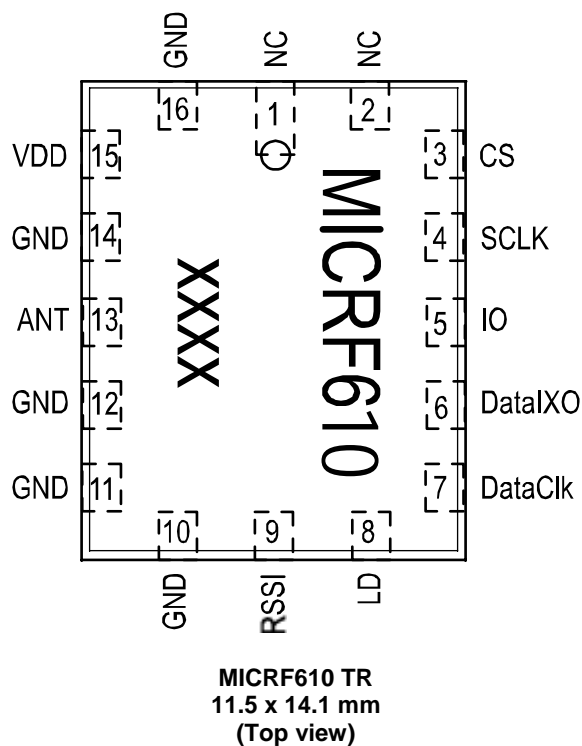 GND
NC
NC
16
1
2
VDD
15
3
CS
GND
14
4
SCLK
ANT
13
5
IO
GND
12
6
DataIXO
GND
11
7
DataClk
XXXX
MICRF610
10
9
8
GND
RSSI
LD
MICRF610 TR
11.5 x 14.1 mm
(Top view)